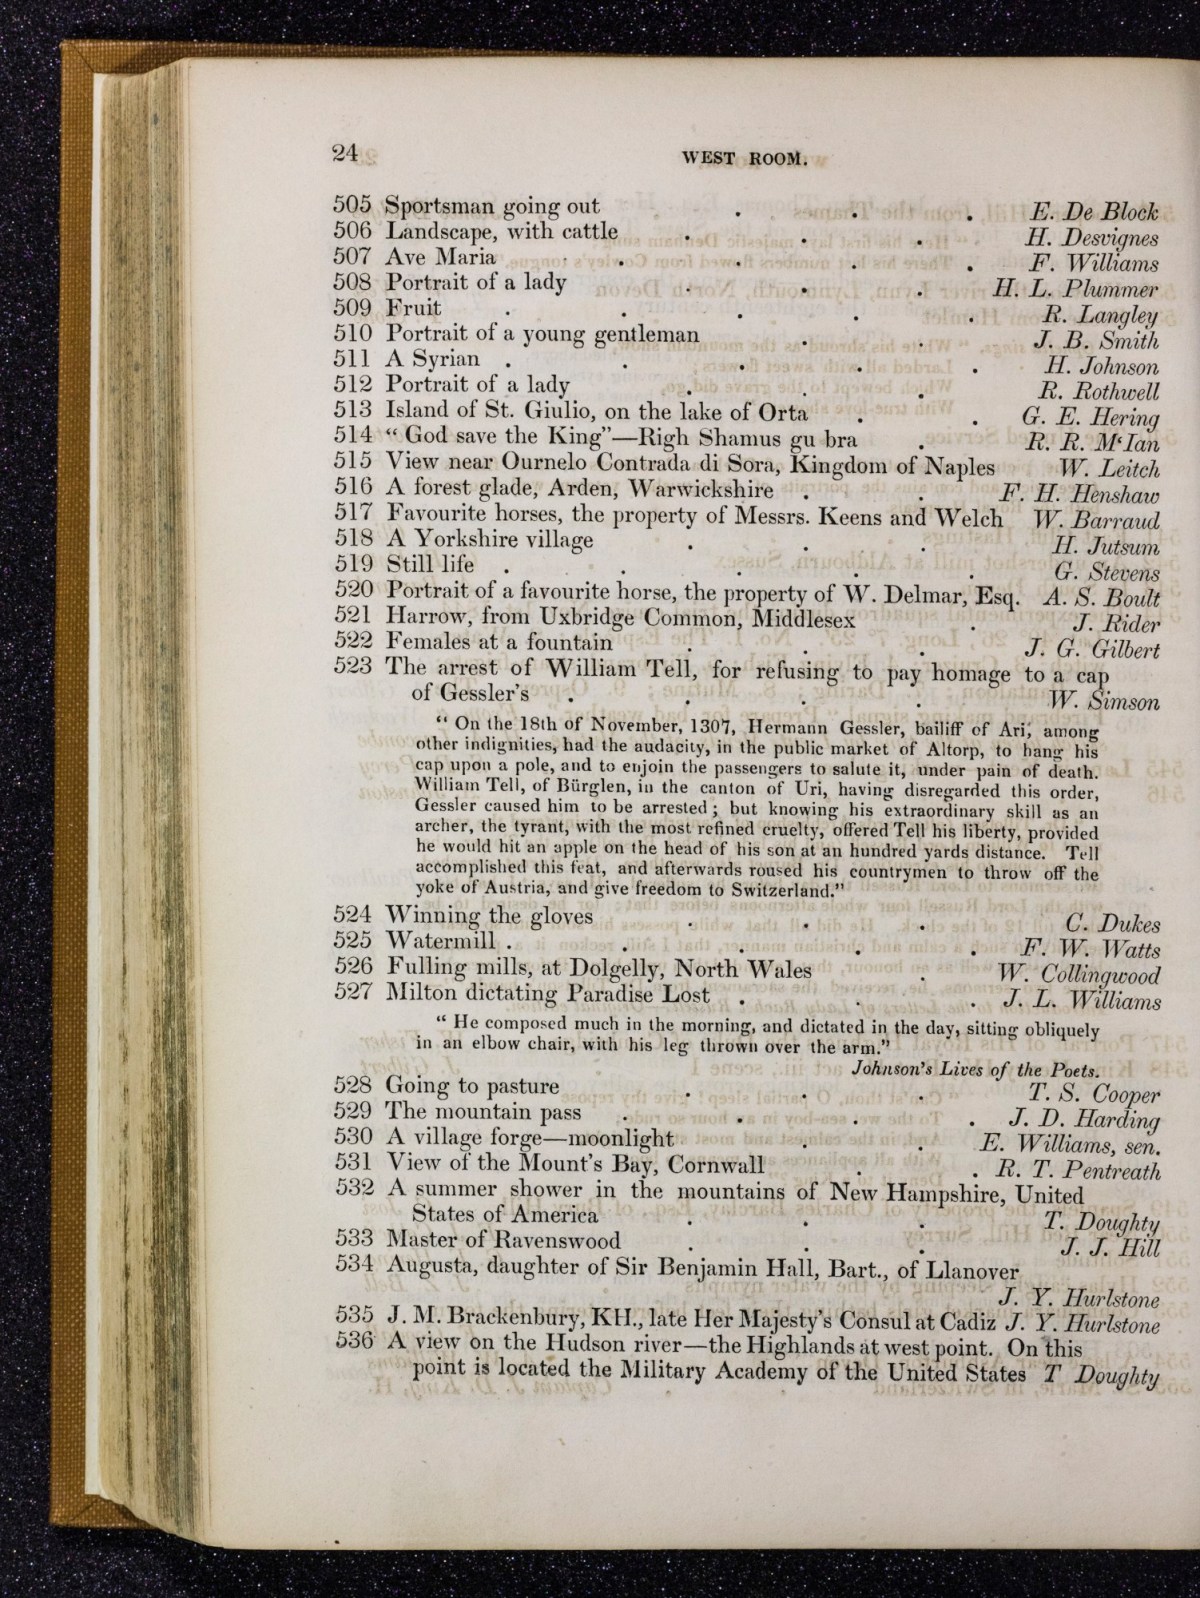 24
WEST ROOM.
505 Sportsman going out . . . E. De Block
506 Landscape, with cattle . . . H. Desvignes
507 Ave Maria . . . . F. Williams
508 Portrait of a lady . . . H. L. Plummer
509 Fruit . . . . . R. Langley
510 Portrait of a young gentleman . . J. B. Smith
511 A Syrian . . . . . H. Johnson
512 Portrait of a lady . . . R. Rothwell
513 Island of St. Giulio, on the lake of Orta . . G. E. Hering
514 “ God save the King”—Righ Shamus gu bra . R. R. M‘Ian
515 View near Ournelo Contrada di Sora, Kingdom of Naples W. Leitch
516 A forest glade, Arden, Warwickshire . . F. H. Henshaw
517 Favourite horses, the property of Messrs. Keens and Welch W. Barraud
518 A Yorkshire village . . . H. Jutsum
519 Still life . . . . . G. Stevens
520 Portrait of a favourite horse, the property of W. Delmar, Esq. A. S. Boult
521 Harrow, from Uxbridge Common, Middlesex . J. Rider
522 Females at a fountain . . . J. G. Gilbert
523 The arrest of William Tell, for refusing to pay homage to a cap
of Gessler's . . . . W. Simson
“ On the 18th of November, 1307, Hermann Gessler, bailiff of Ari, among
other indignities, had the audacity, in the public market of Altorp, to hang his
cap upon a pole, and to enjoin the passengers to salute it, under pain of death.
William Tell, of Bürglen, in the canton of Uri, having disregarded this order,
Gessler caused him to be arrested ; but knowing his extraordinary skill as an
archer, the tyrant, with the most refined cruelty, offered Tell his liberty, provided
he would hit an apple on the head of his son at an hundred yards distance. Tell
accomplished this feat, and afterwards roused his countrymen to throw off the
yoke of Austria, and give freedom to Switzerland.”
524 Winning the gloves . . . C. Dukes
525 Watermill . . . . . F. W. Watts
526 Fulling mills, at Dolgelly, North Wales . W. Collingwood
527 Milton dictating Paradise Lost . . . J. L. Williams
“ He composed much in the morning, and dictated in the day, sitting obliquely
in an elbow chair, with his leg thrown over the arm.”
Johnson's Lives of the Poets.
528 Going to pasture . . . T. S. Cooper
529 The mountain pass . . . . J. D. Harding
530 A village forge—moonlight . . E. Williams, sen.
531 View of the Mount's Bay, Cornwall . . R. T. Pentreath
532 A summer shower in the mountains of New Hampshire, United
States of America . . . T. Doughty
533 Master of Ravenswood . . . J. J. Hill
534 Augusta, daughter of Sir Benjamin Hall, Bart., of Llanover
J. Y. Hurlstone
535 J. M. Brackenbury, KH., late Her Majesty's Consul at Cadiz J. Y. Hurlstone
536 A view on the Hudson river—the Highlands at west point. On this
point is located the Military Academy of the United States T Doughty